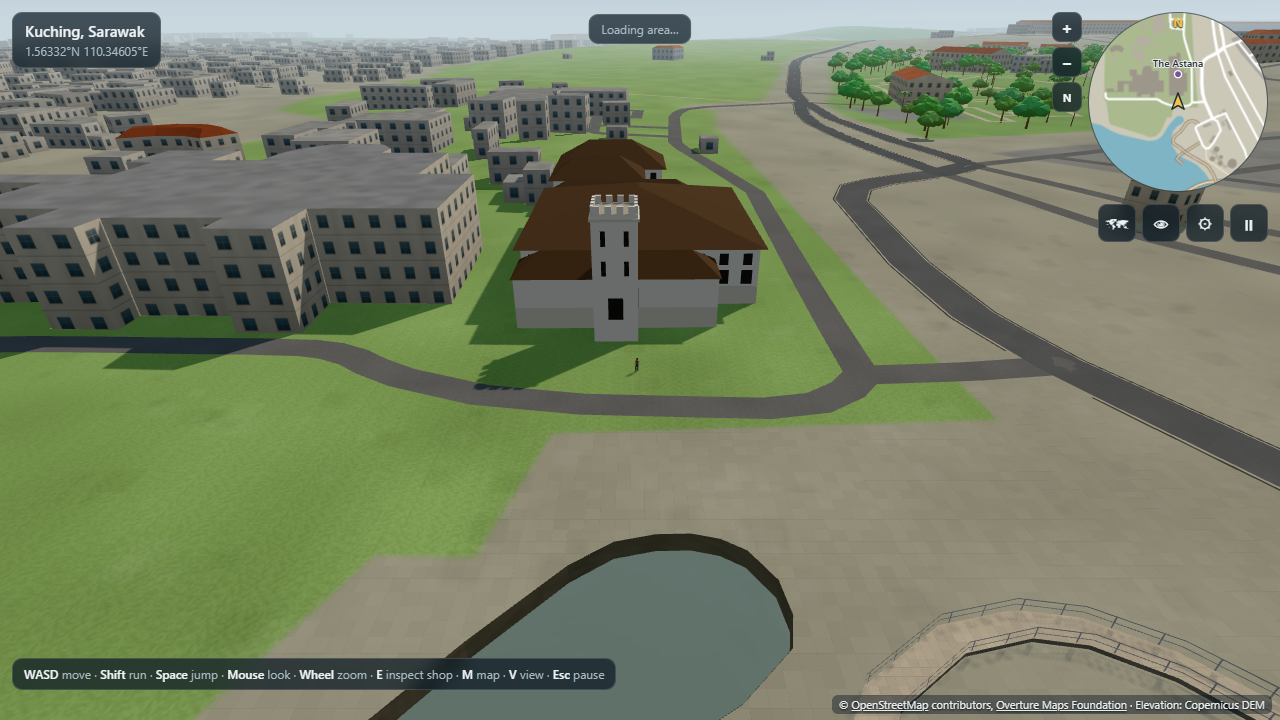 Kuching, Sarawak
1.56332°N 110.34605°E
Loading area...
+
−
N
N
The Astana
WASD move · Shift run · Space jump · Mouse look · Wheel zoom · E inspect shop · M map · V view · Esc pause
© OpenStreetMap contributors, Overture Maps Foundation · Elevation: Copernicus DEM